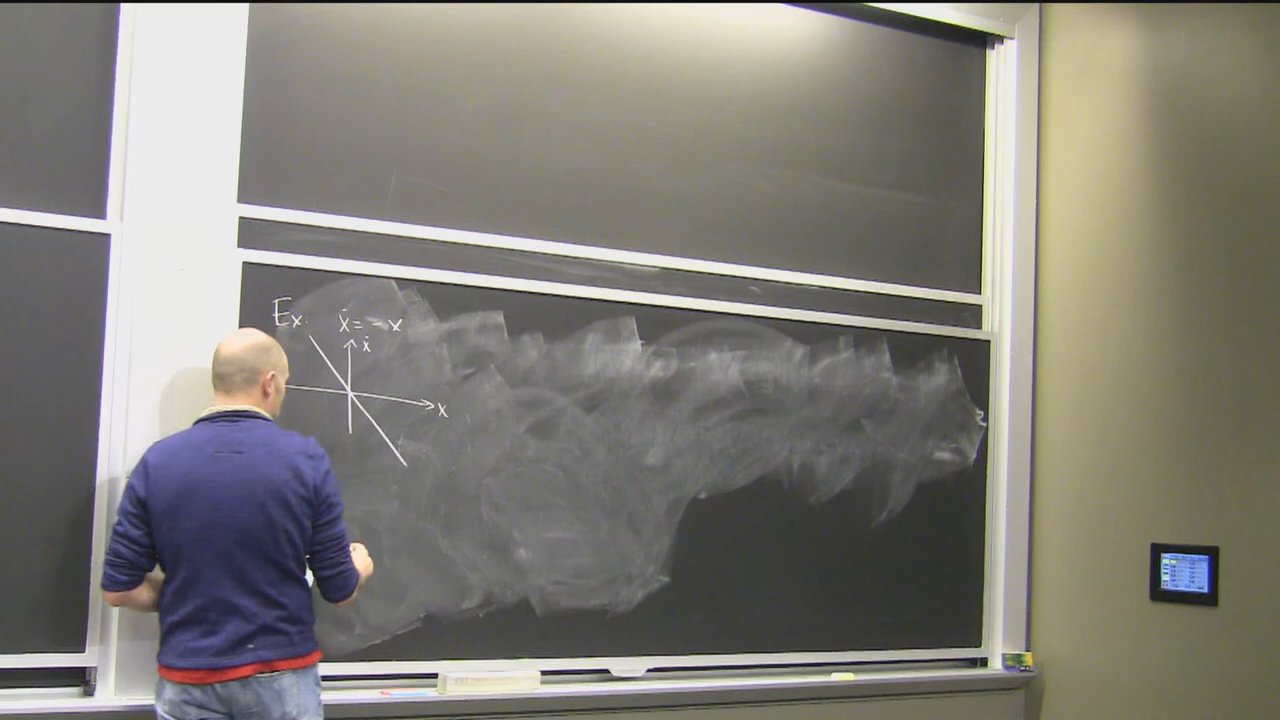 Ex. ẋ = - x
ẋ
x